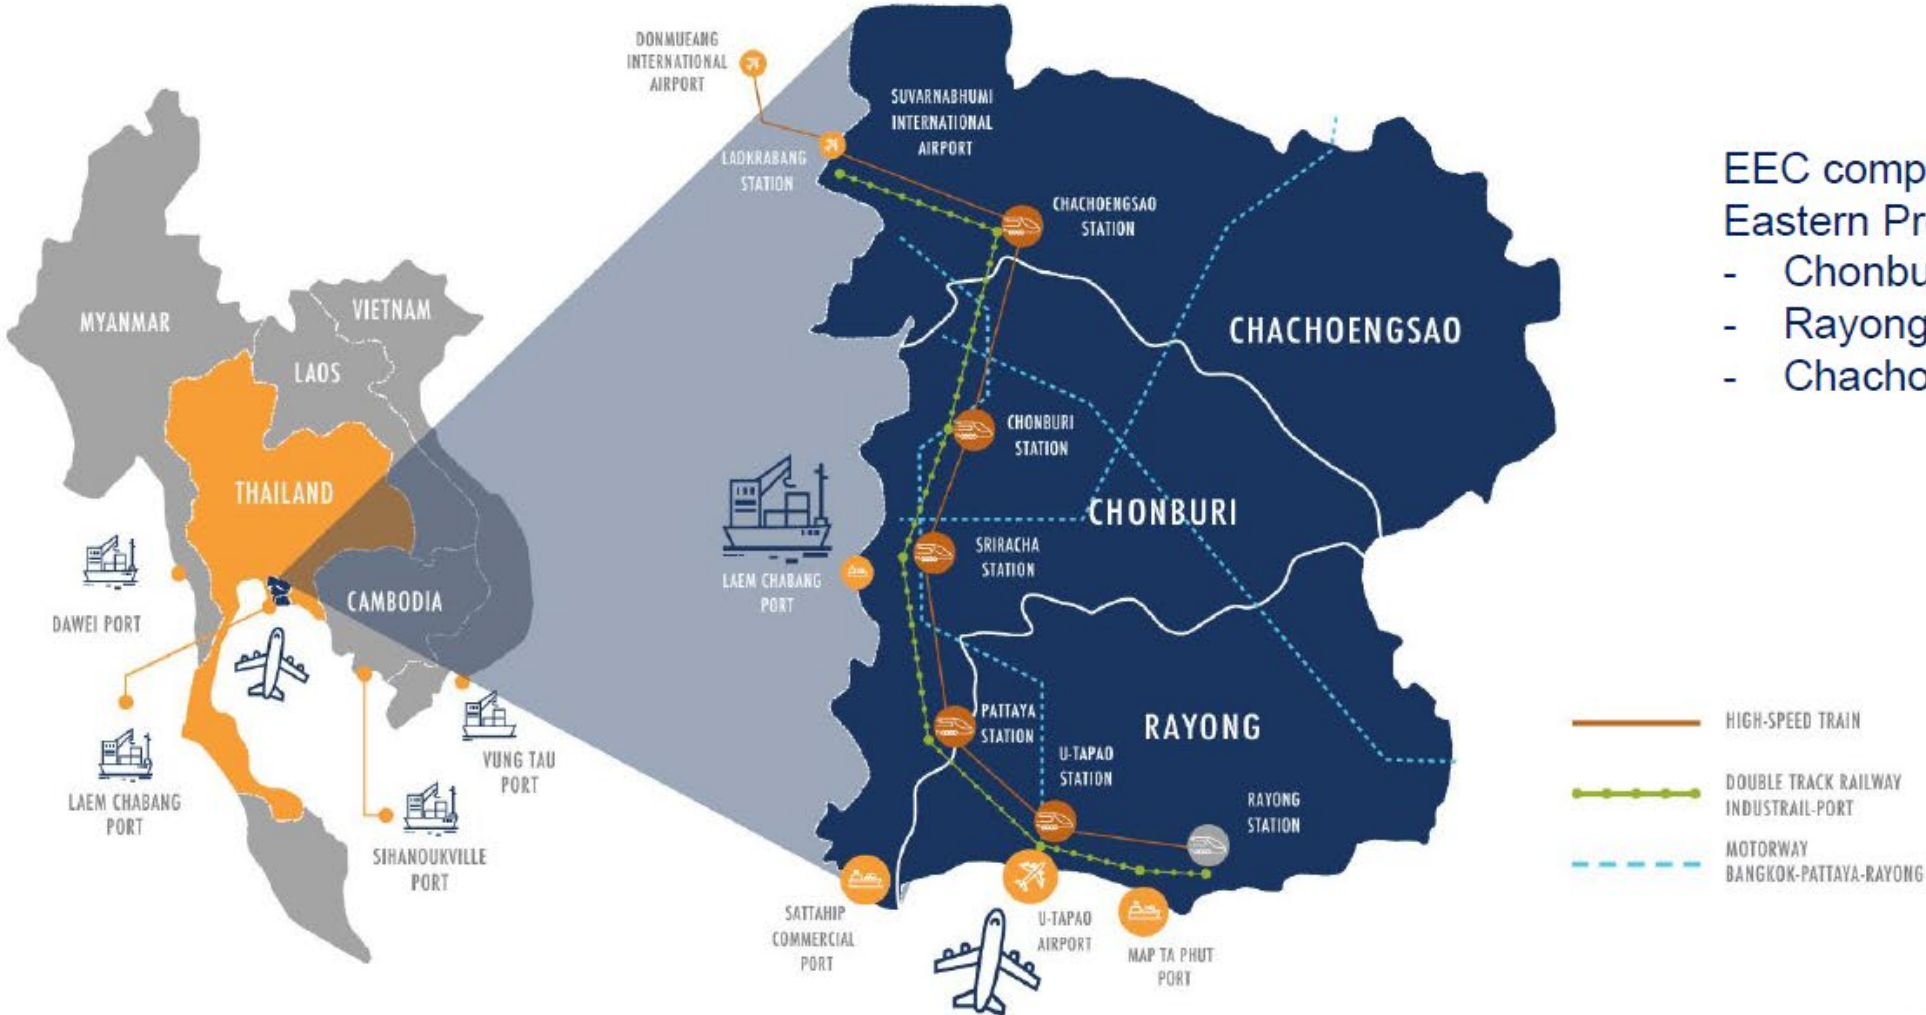 DONMUEANG
INTERNATIONAL
AIRPORT
SUVARNABHUMI
INTERNATIONAL
AIRPORT
LADKRABANG
STATION
CHACHOENGSAO
STATION
EEC comp
Eastern Pr
- Chonbu
- Rayong
- Chacho
MYANMAR
VIETNAM
LAOS
THAILAND
CAMBODIA
DAWEI PORT
LAEM CHABANG
PORT
SIHANOUKVILLE
PORT
VUNG TAU
PORT
CHACHOENGSAO
CHONBURI
STATION
CHONBURI
SRIRACHA
STATION
LAEM CHABANG
PORT
PATTAYA
STATION
RAYONG
U-TAPAO
STATION
RAYONG
STATION
SATTAHIP
COMMERCIAL
PORT
U-TAPAO
AIRPORT
MAP TA PHUT
PORT
HIGH-SPEED TRAIN
DOUBLE TRACK RAILWAY
INDUSTRAIL-PORT
MOTORWAY
BANGKOK-PATTAYA-RAYONG